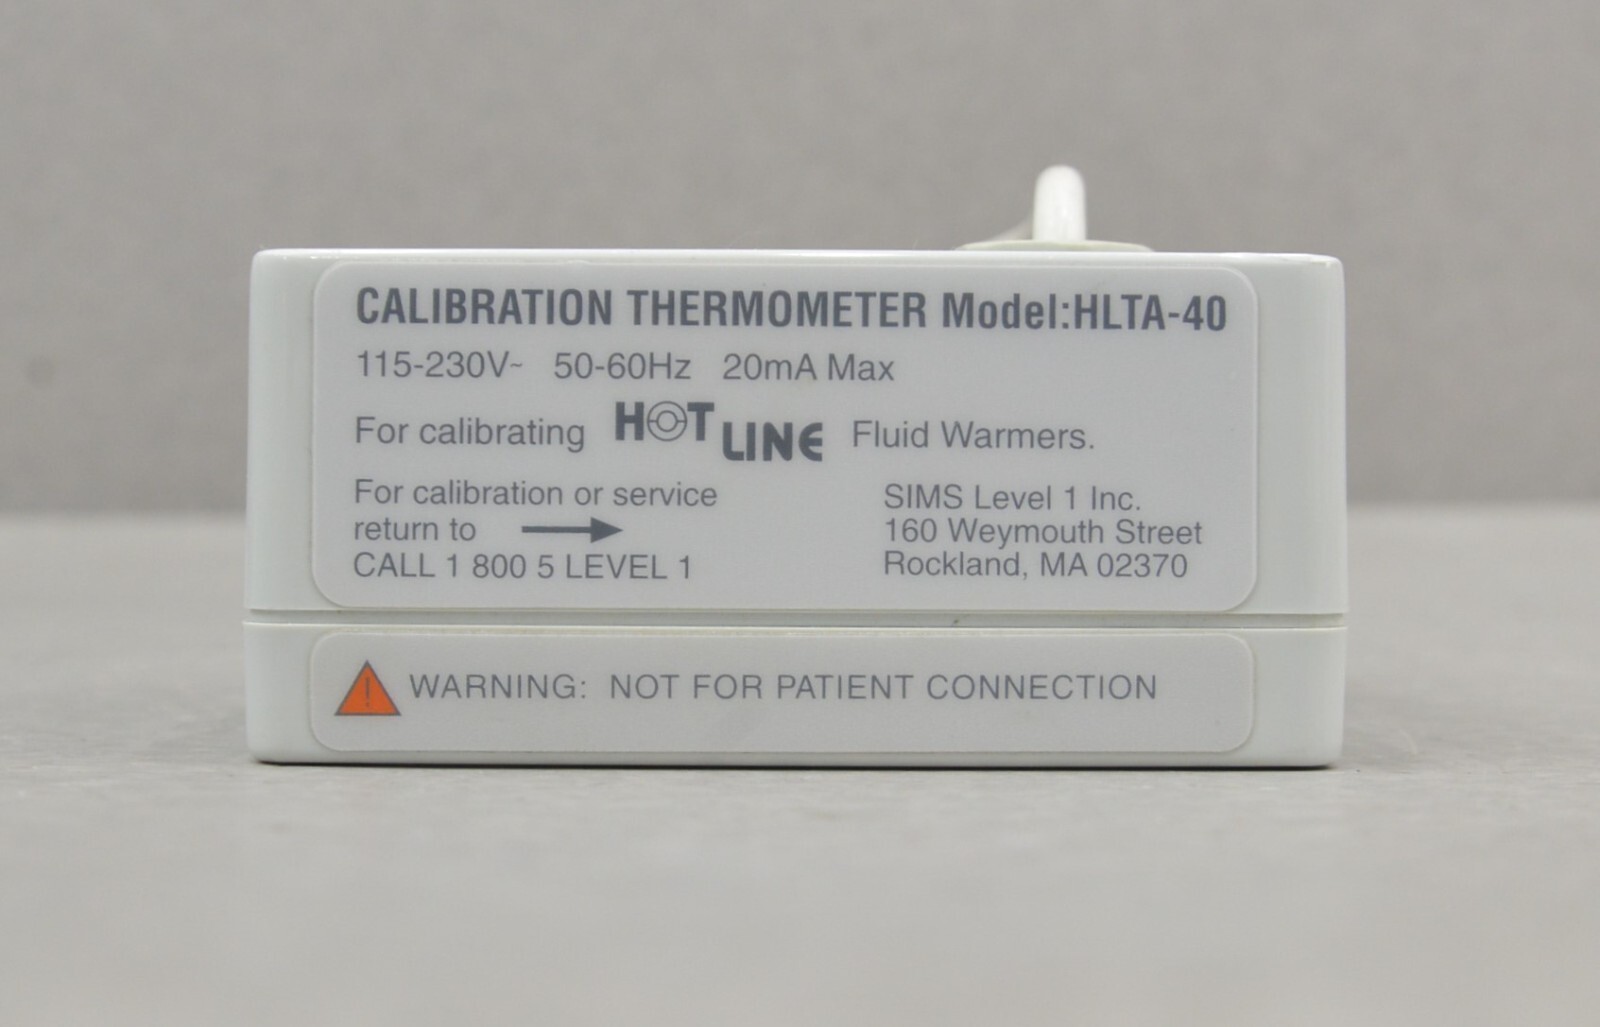 CALIBRATION THERMOMETER Model:HLTA-40
115-230V~ 50-60Hz 20mA Max
For calibrating HOT LINE Fluid Warmers.
For calibration or service
return to
CALL 1 800 5 LEVEL 1
SIMS Level 1 Inc.
160 Weymouth Street
Rockland, MA 02370
! WARNING: NOT FOR PATIENT CONNECTION